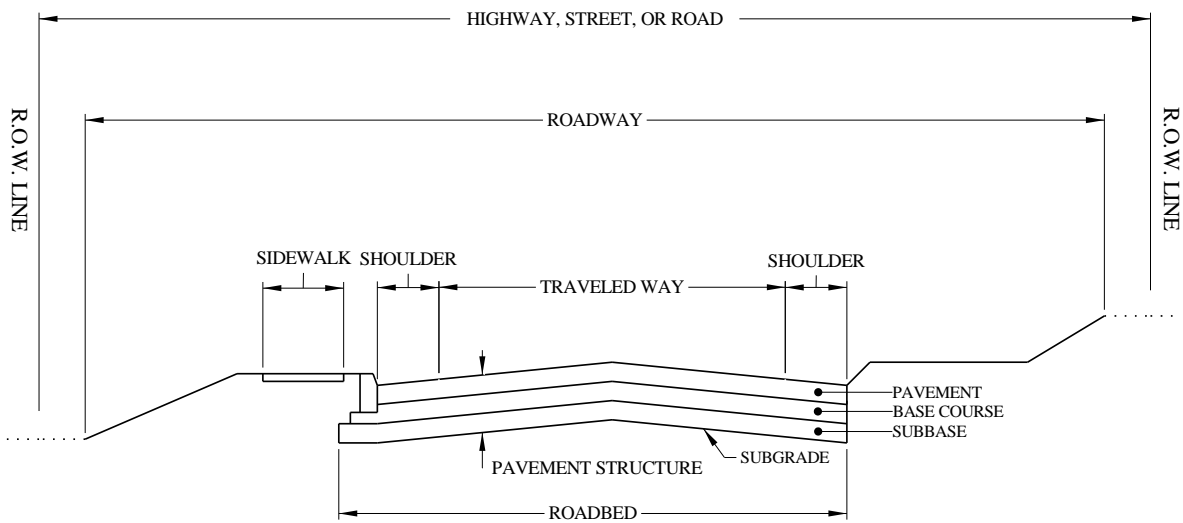 HIGHWAY, STREET, OR ROAD
R.O.W. LINE
R.O.W. LINE
ROADWAY
SIDEWALK
SHOULDER
SHOULDER
TRAVELED WAY
PAVEMENT
BASE COURSE
SUBBASE
SUBGRADE
PAVEMENT STRUCTURE
ROADBED